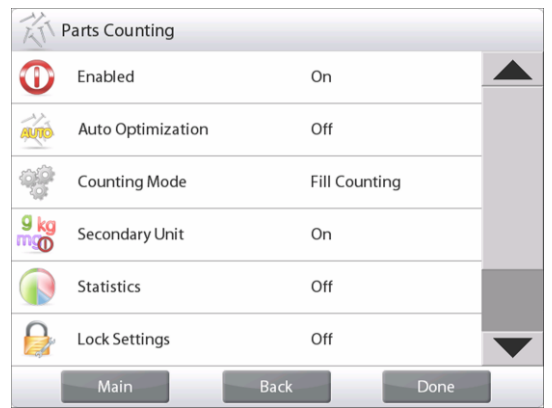 Parts Counting
Enabled On
AUTO Auto Optimization Off
Counting Mode Fill Counting
g kg
mg Secondary Unit On
Statistics Off
Lock Settings Off
Main Back Done